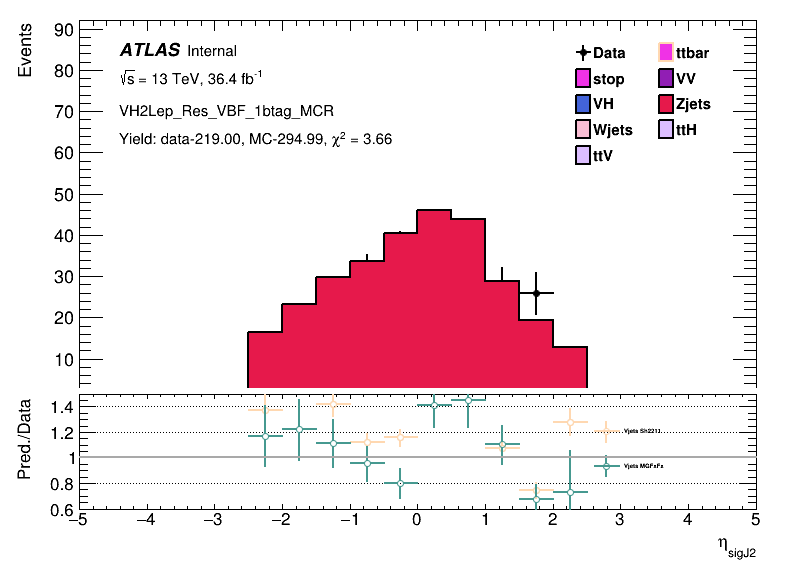 Events
90
80
70
60
50
40
30
20
10
ATLAS Internal
√s = 13 TeV, 36.4 fb⁻¹
VH2Lep_Res_VBF_1btag_MCR
Yield: data-219.00, MC-294.99, χ² = 3.66
Data ttbar
stop VV
VH Zjets
Wjets ttH
ttV
Pred./Data
1.4
1.2
1
0.8
0.6
Vjets Sh2211
Vjets MGFxFx
−5 −4 −3 −2 −1 0 1 2 3 4 5
η sigJ2